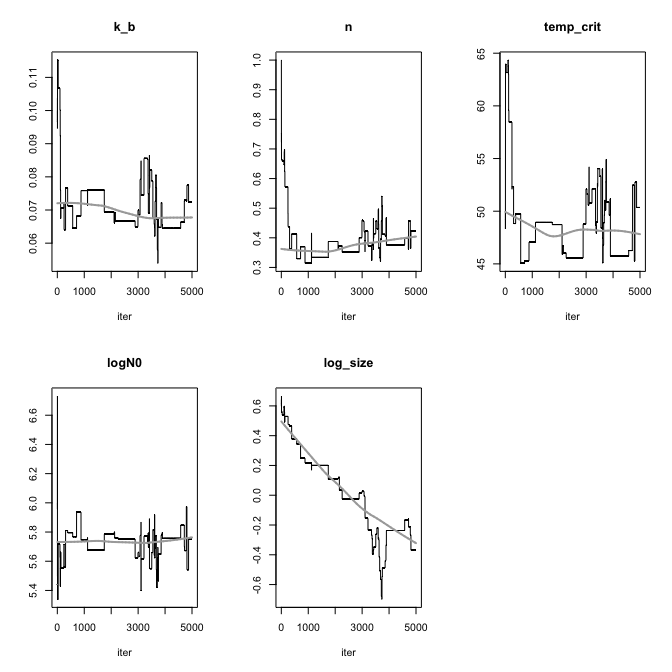 k_b
0.06 0.07 0.08 0.09 0.10 0.11
0 1000 3000 5000
iter
n
0.3 0.4 0.5 0.6 0.7 0.8 0.9 1.0
0 1000 3000 5000
iter
temp_crit
45 50 55 60 65
0 1000 3000 5000
iter
logN0
5.4 5.6 5.8 6.0 6.2 6.4 6.6
0 1000 3000 5000
iter
log_size
-0.6 -0.4 -0.2 0.0 0.2 0.4 0.6
0 1000 3000 5000
iter